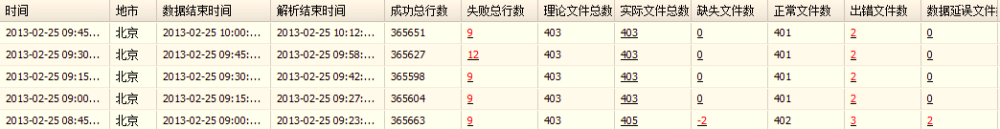 时间 地市 数据结束时间 解析结束时间 成功总行数 失败总行数 理论文件总数 实际文件总数 缺失文件数 正常文件数 出错文件数 数据延误文件
2013-02-25 09:45... 北京 2013-02-25 10:00:... 2013-02-25 10:12:... 365651 9 403 403 0 401 2 0
2013-02-25 09:30... 北京 2013-02-25 09:45:... 2013-02-25 09:58:... 365627 12 403 403 0 401 2 0
2013-02-25 09:15... 北京 2013-02-25 09:30:... 2013-02-25 09:42:... 365598 9 403 403 0 401 2 0
2013-02-25 09:00... 北京 2013-02-25 09:15:... 2013-02-25 09:27:... 365604 9 403 403 0 401 2 0
2013-02-25 08:45... 北京 2013-02-25 09:00:... 2013-02-25 09:23:... 365663 9 403 405 -2 402 3 2